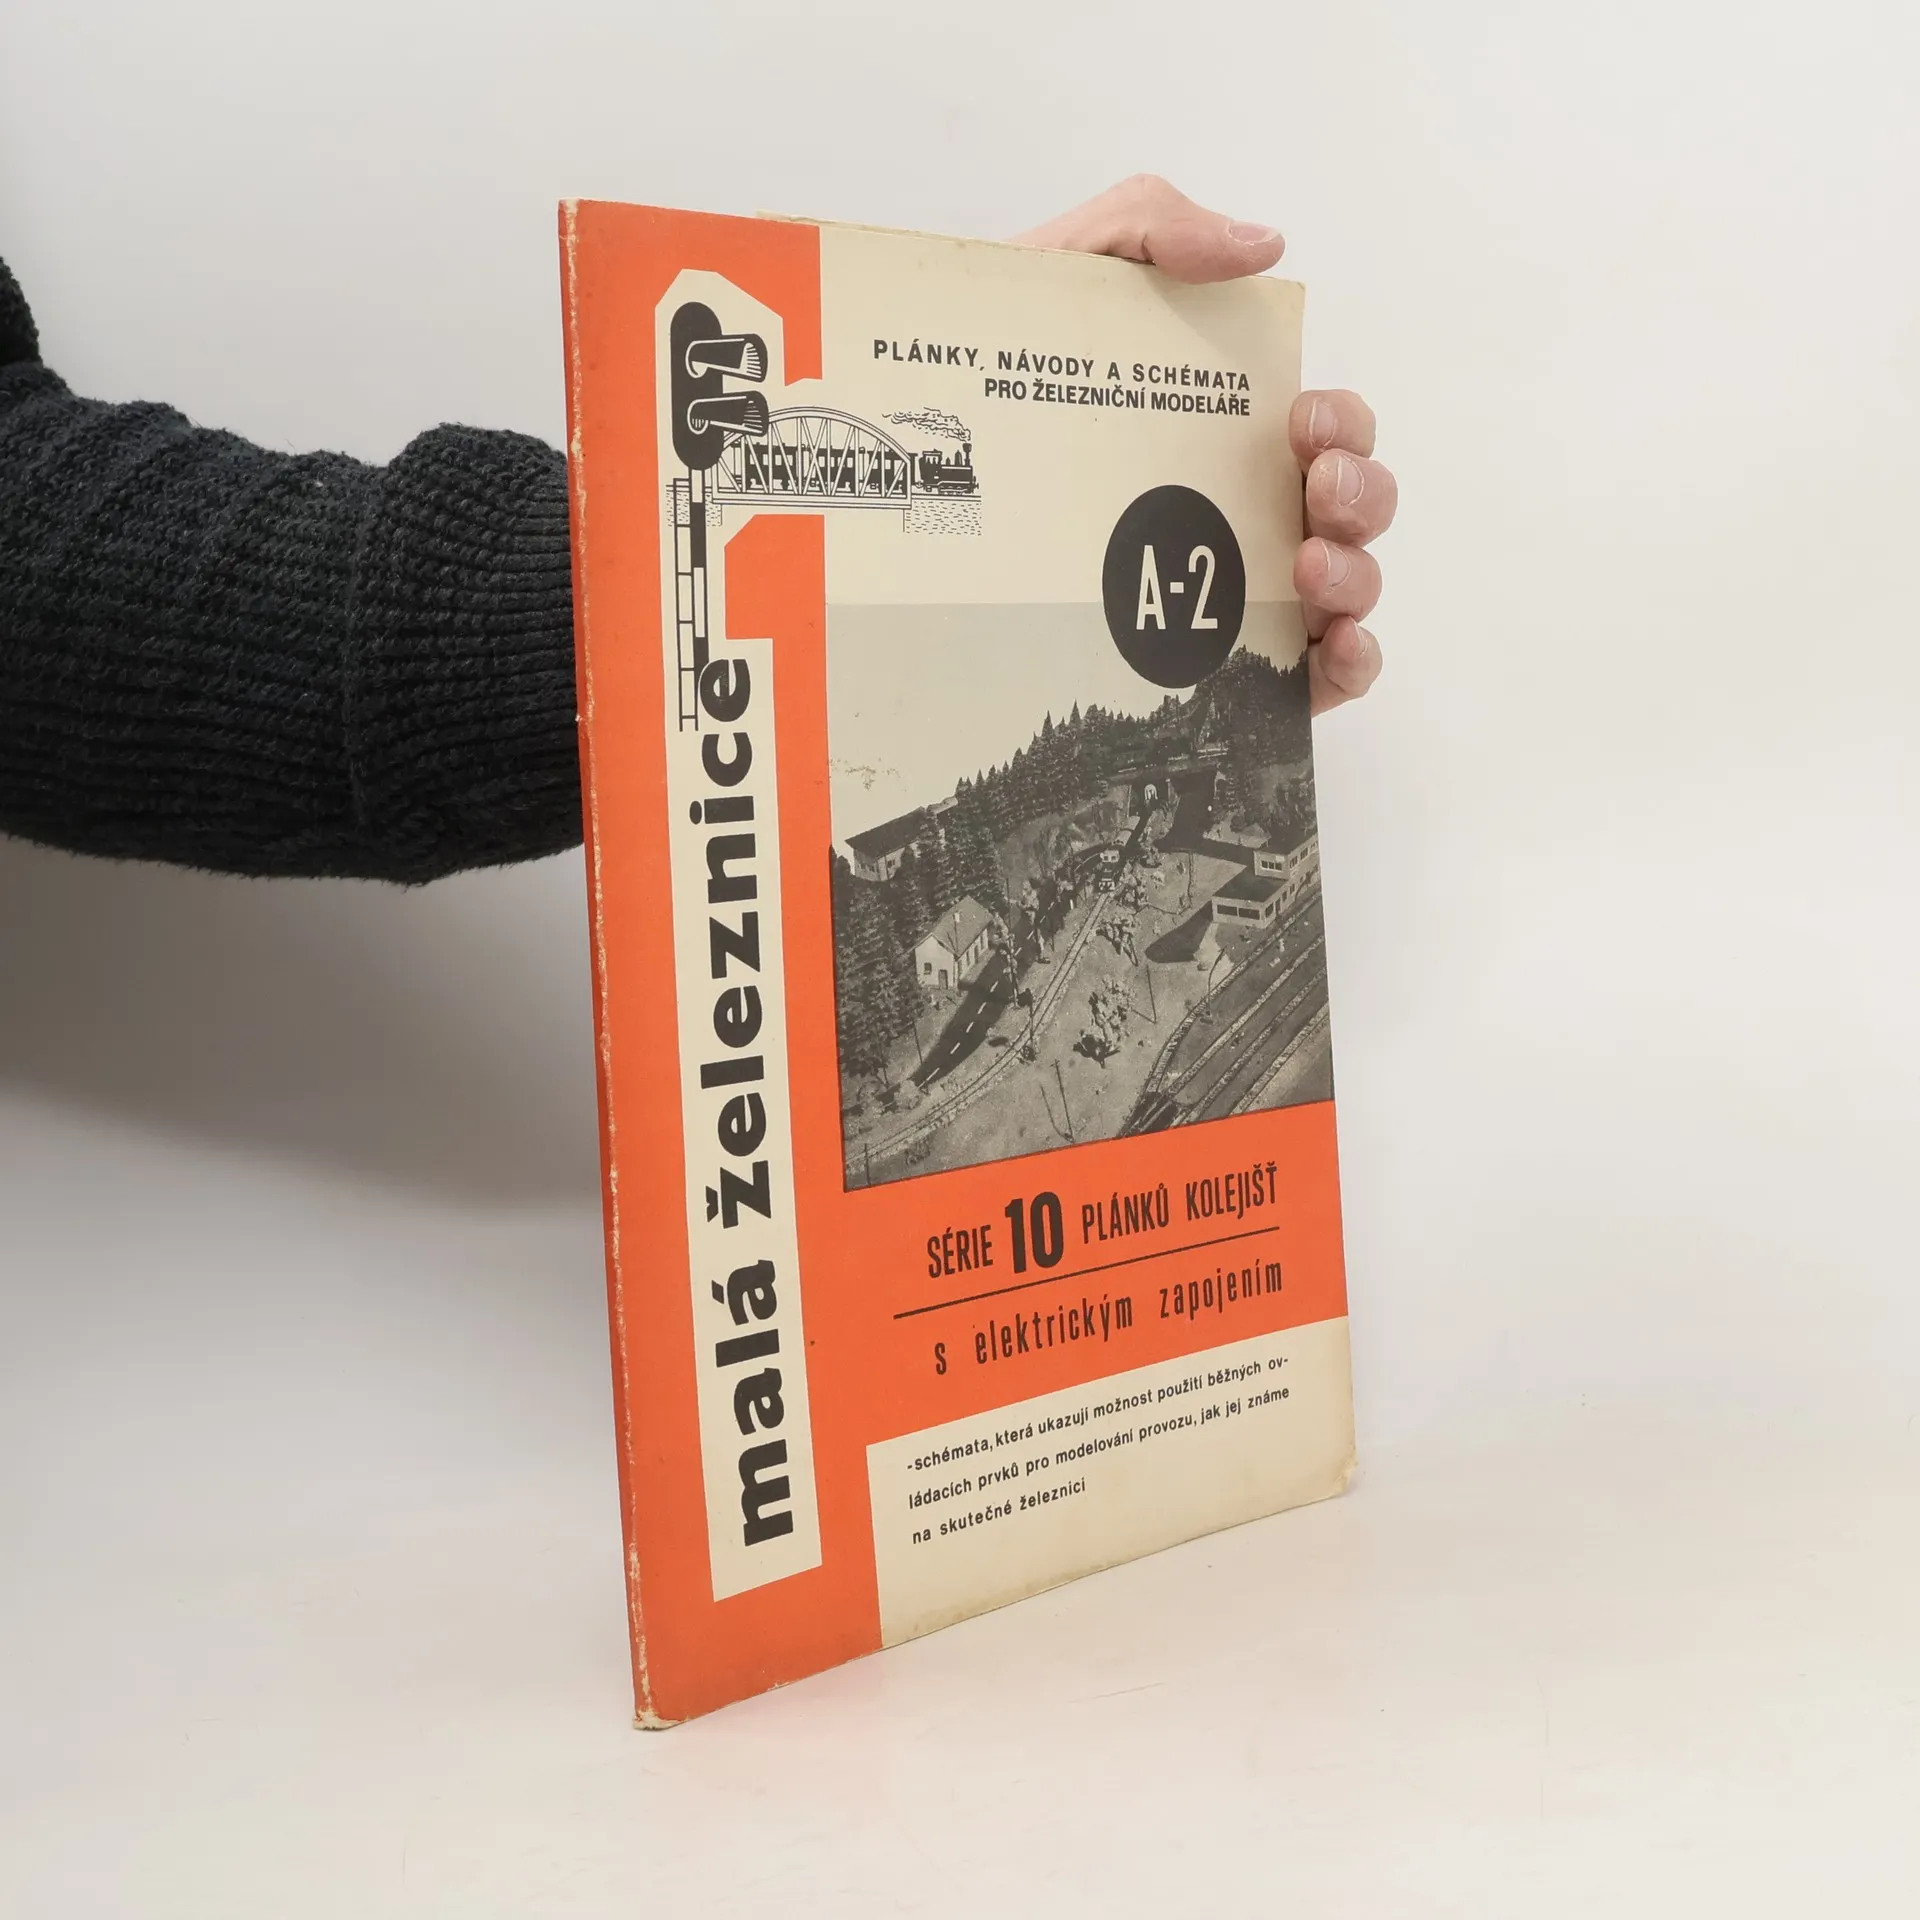 PLÁNKY, NÁVODY A SCHÉMATA
PRO ŽELEZNIČNÍ MODELÁŘE
A-2
malá železnice
SÉRIE 10 PLÁNKŮ KOLEJIŠŤ
s elektrickým zapojením
-schémata, která ukazují možnost použití běžných ov-
ládacích prvků pro modelování provozu, jak jej známe
na skutečné železnici